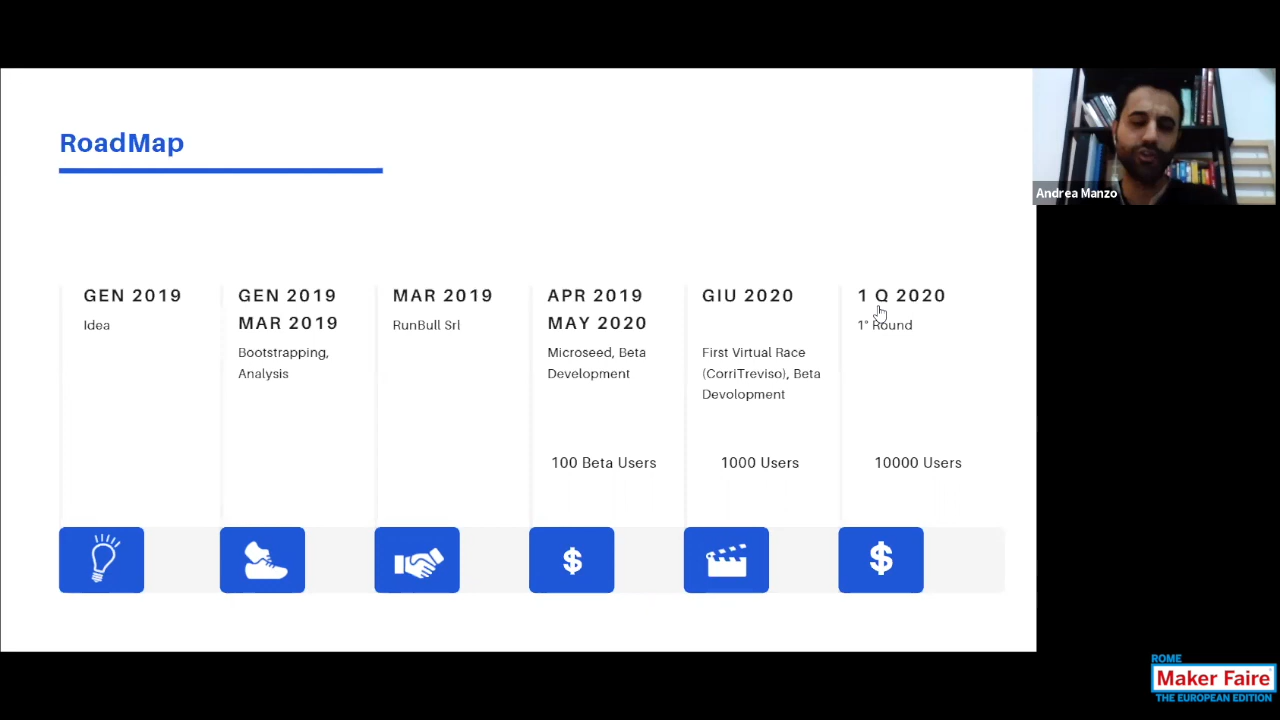 RoadMap
GEN 2019
Idea
GEN 2019
MAR 2019
Bootstrapping,
Analysis
MAR 2019
RunBull Srl
APR 2019
MAY 2020
Microseed, Beta
Development
100 Beta Users
GIU 2020
First Virtual Race
(CorriTreviso), Beta
Devolopment
1000 Users
1 Q 2020
1° Round
10000 Users
$
$
Andrea Manzo
ROME
Maker Faire
THE EUROPEAN EDITION